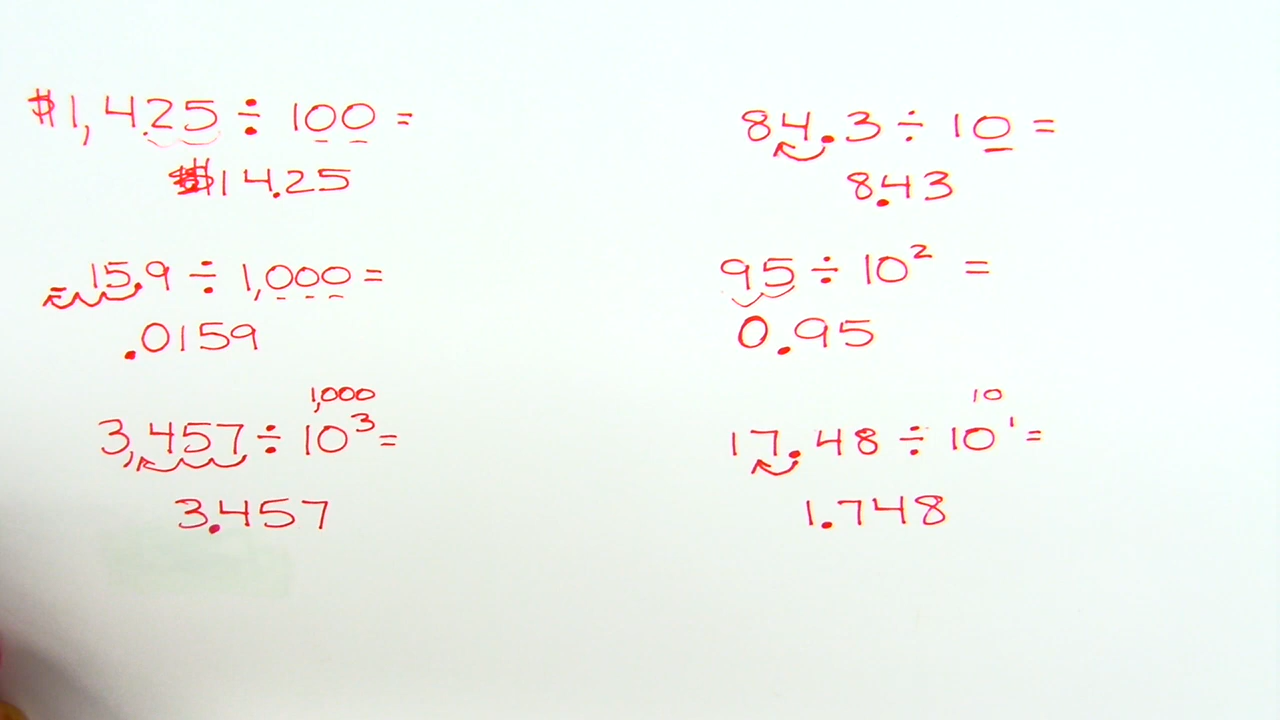 $1,425 ÷ 100 =
$14.25
15.9 ÷ 1,000 =
.0159
1,000
3,457 ÷ 10³ =
3.457
84.3 ÷ 10 =
8.43
95 ÷ 10² =
0.95
10
17.48 ÷ 10¹ =
1.748